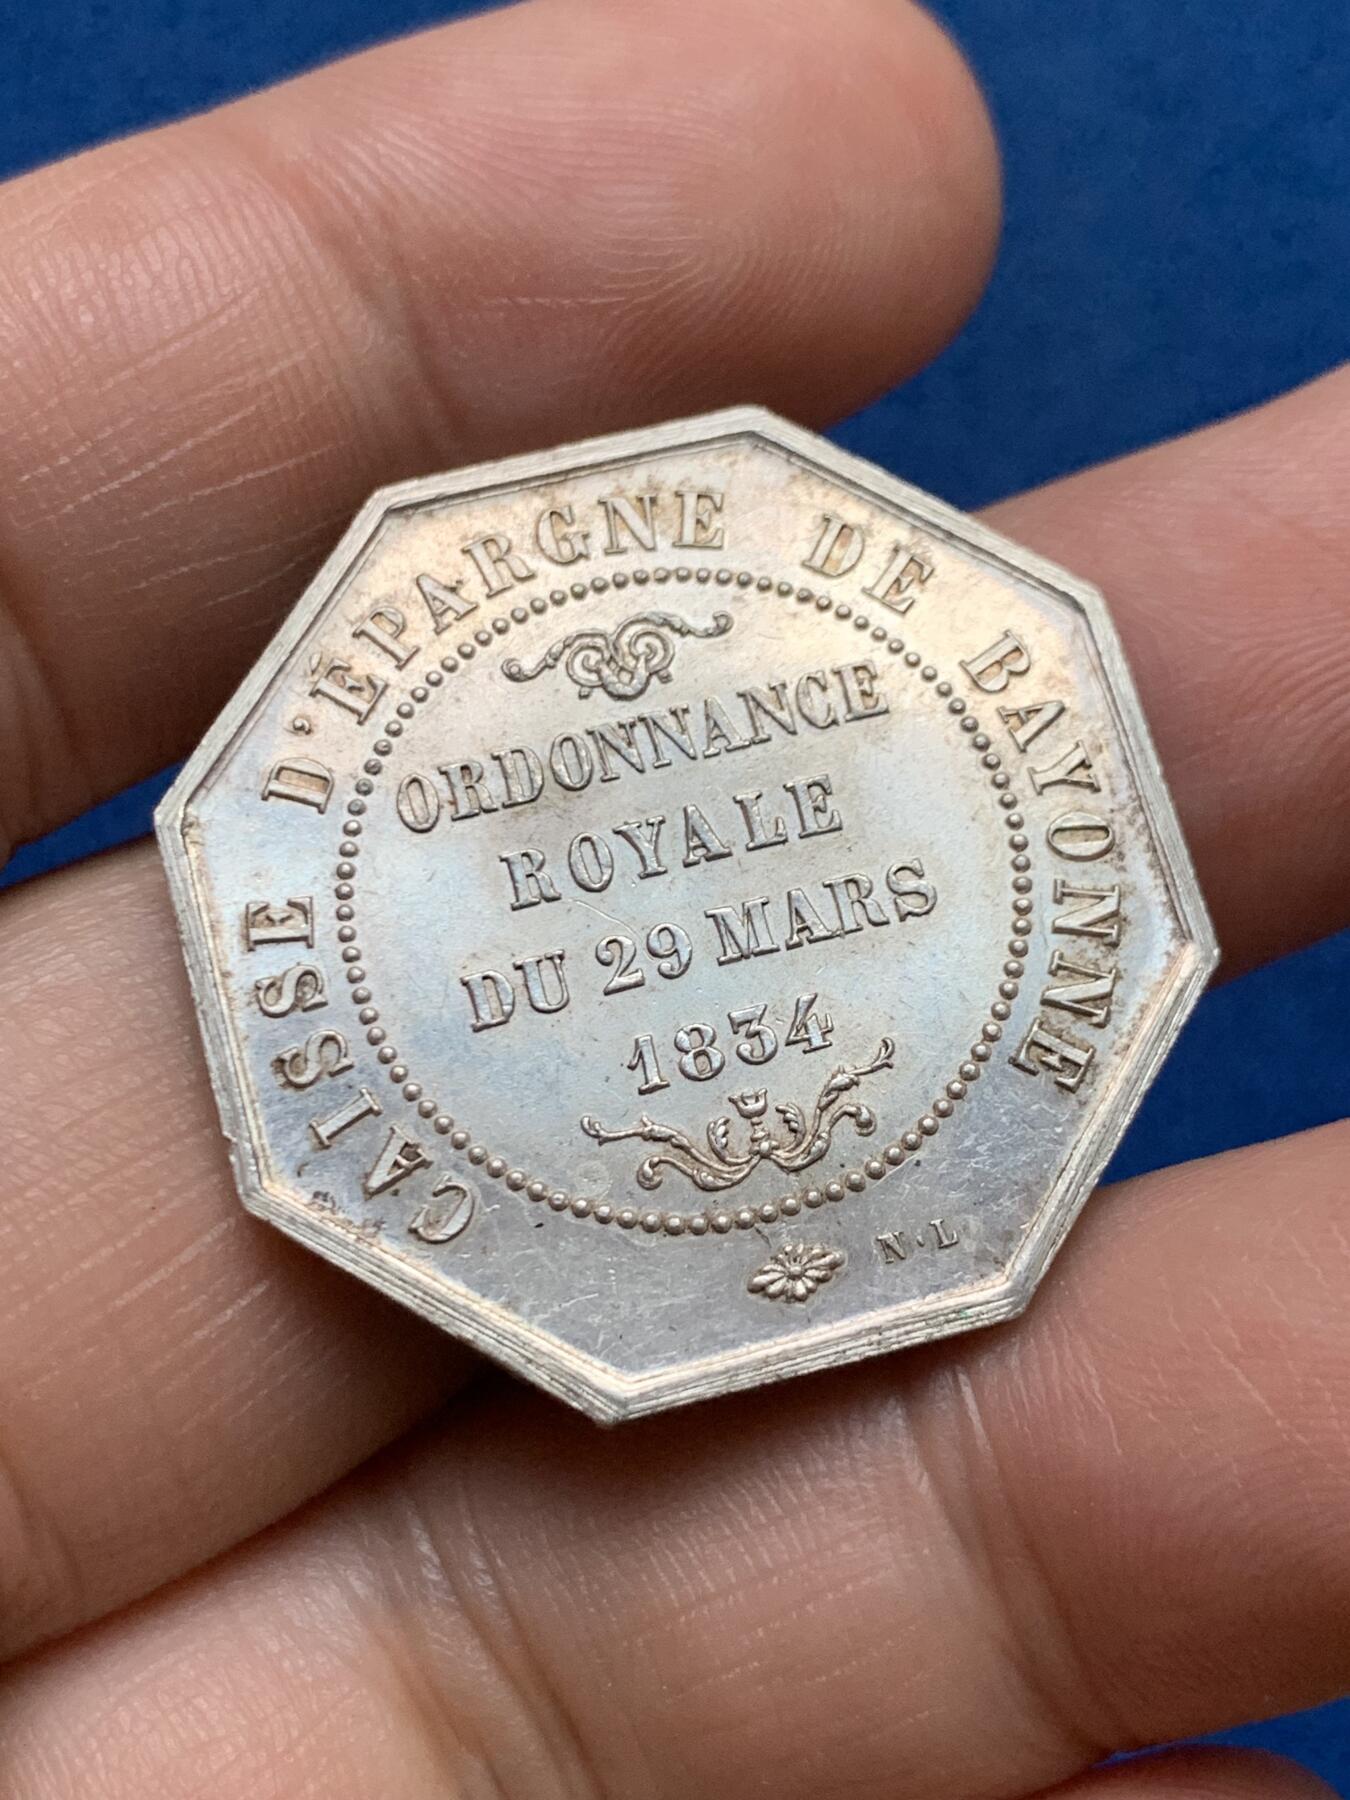 CAISSE D'ÉPARGNE DE BAYONNE
ORDONNANCE
ROYALE
DU 29 MARS
1834
N·L